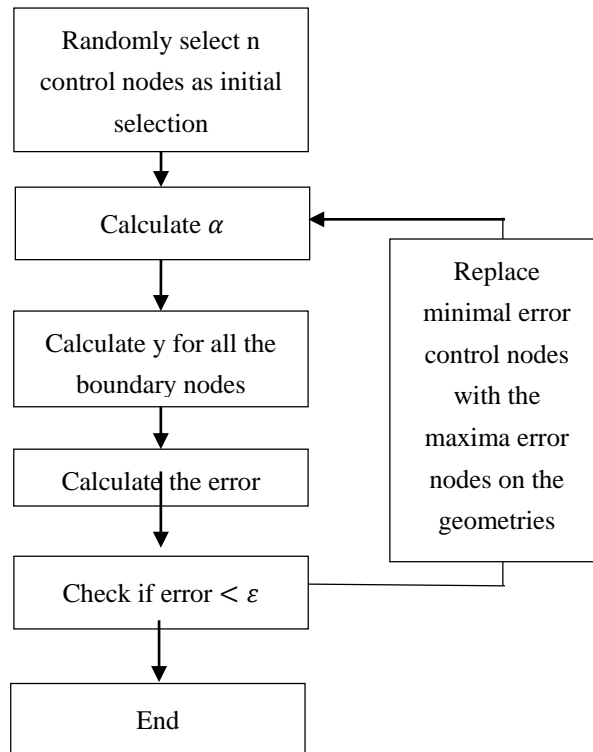 Randomly select n
control nodes as initial
selection
Calculate α
Calculate y for all the
boundary nodes
Calculate the error
Check if error < ε
End
Replace
minimal error
control nodes
with the
maxima error
nodes on the
geometries